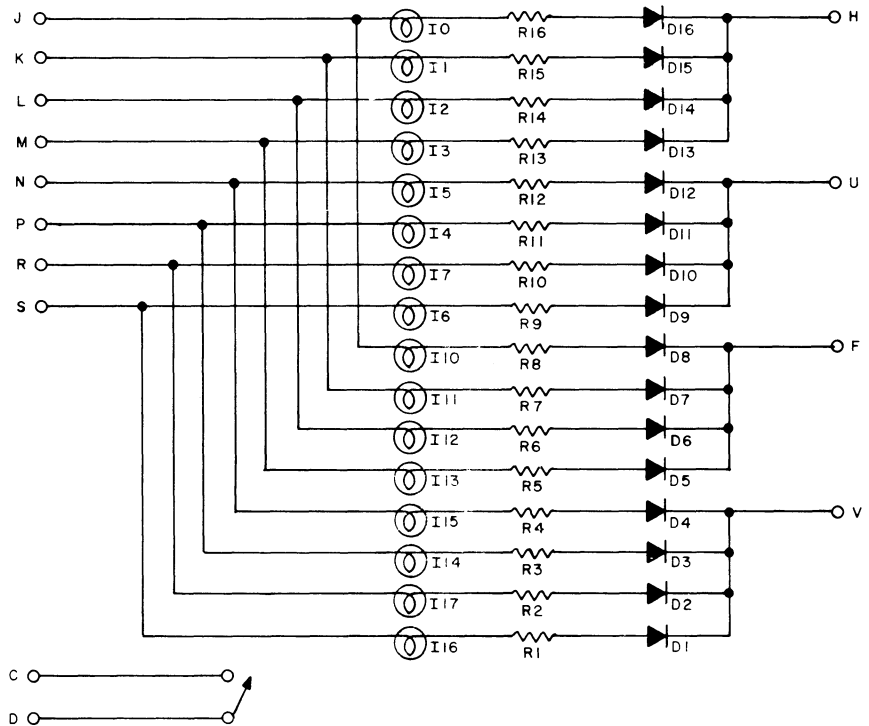 J I0 R16 D16 H
K I1 R15 D15
L I2 R14 D14
M I3 R13 D13
N I5 R12 D12 U
P I4 R11 D11
R I7 R10 D10
S I6 R9 D9
I10 R8 D8 F
I11 R7 D7
I12 R6 D6
I13 R5 D5
I15 R4 D4 V
I14 R3 D3
I17 R2 D2
I16 R1 D1
C
D